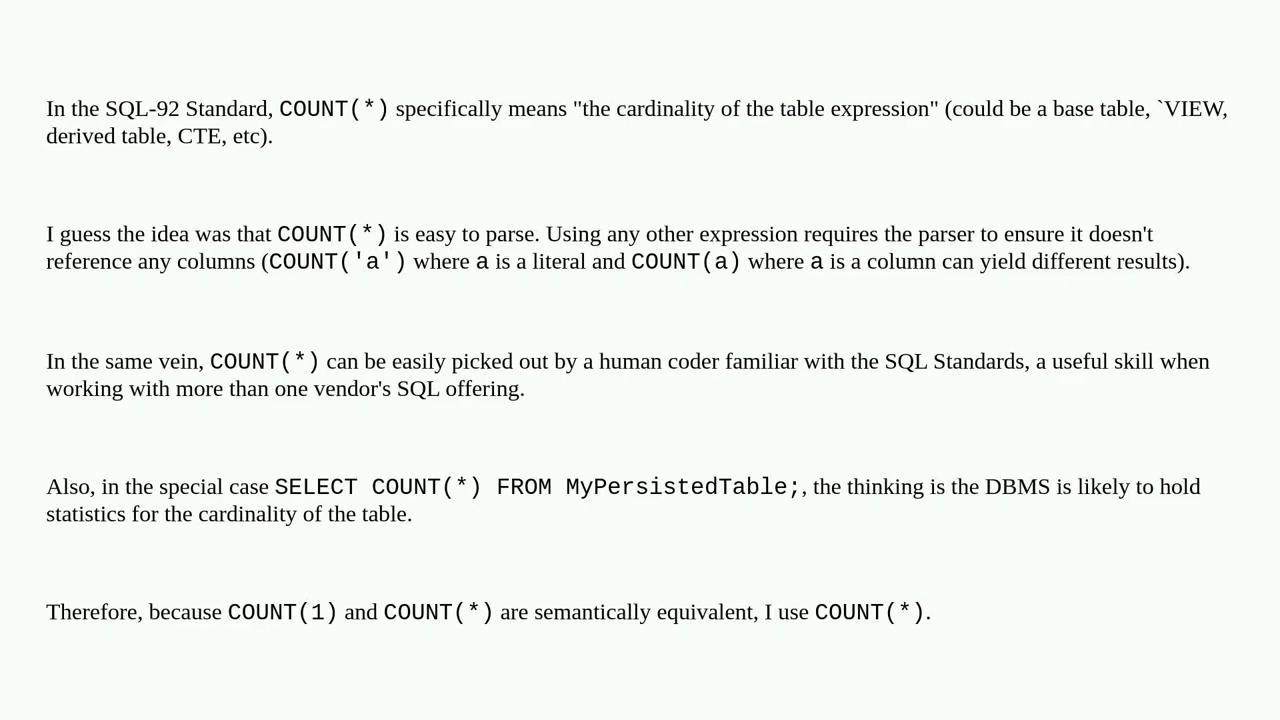 In the SQL-92 Standard, COUNT(*) specifically means "the cardinality of the table expression" (could be a base table, `VIEW,
derived table, CTE, etc).
I guess the idea was that COUNT(*) is easy to parse. Using any other expression requires the parser to ensure it doesn't
reference any columns (COUNT('a') where a is a literal and COUNT(a) where a is a column can yield different results).
In the same vein, COUNT(*) can be easily picked out by a human coder familiar with the SQL Standards, a useful skill when
working with more than one vendor's SQL offering.
Also, in the special case SELECT COUNT(*) FROM MyPersistedTable;, the thinking is the DBMS is likely to hold
statistics for the cardinality of the table.
Therefore, because COUNT(1) and COUNT(*) are semantically equivalent, I use COUNT(*).